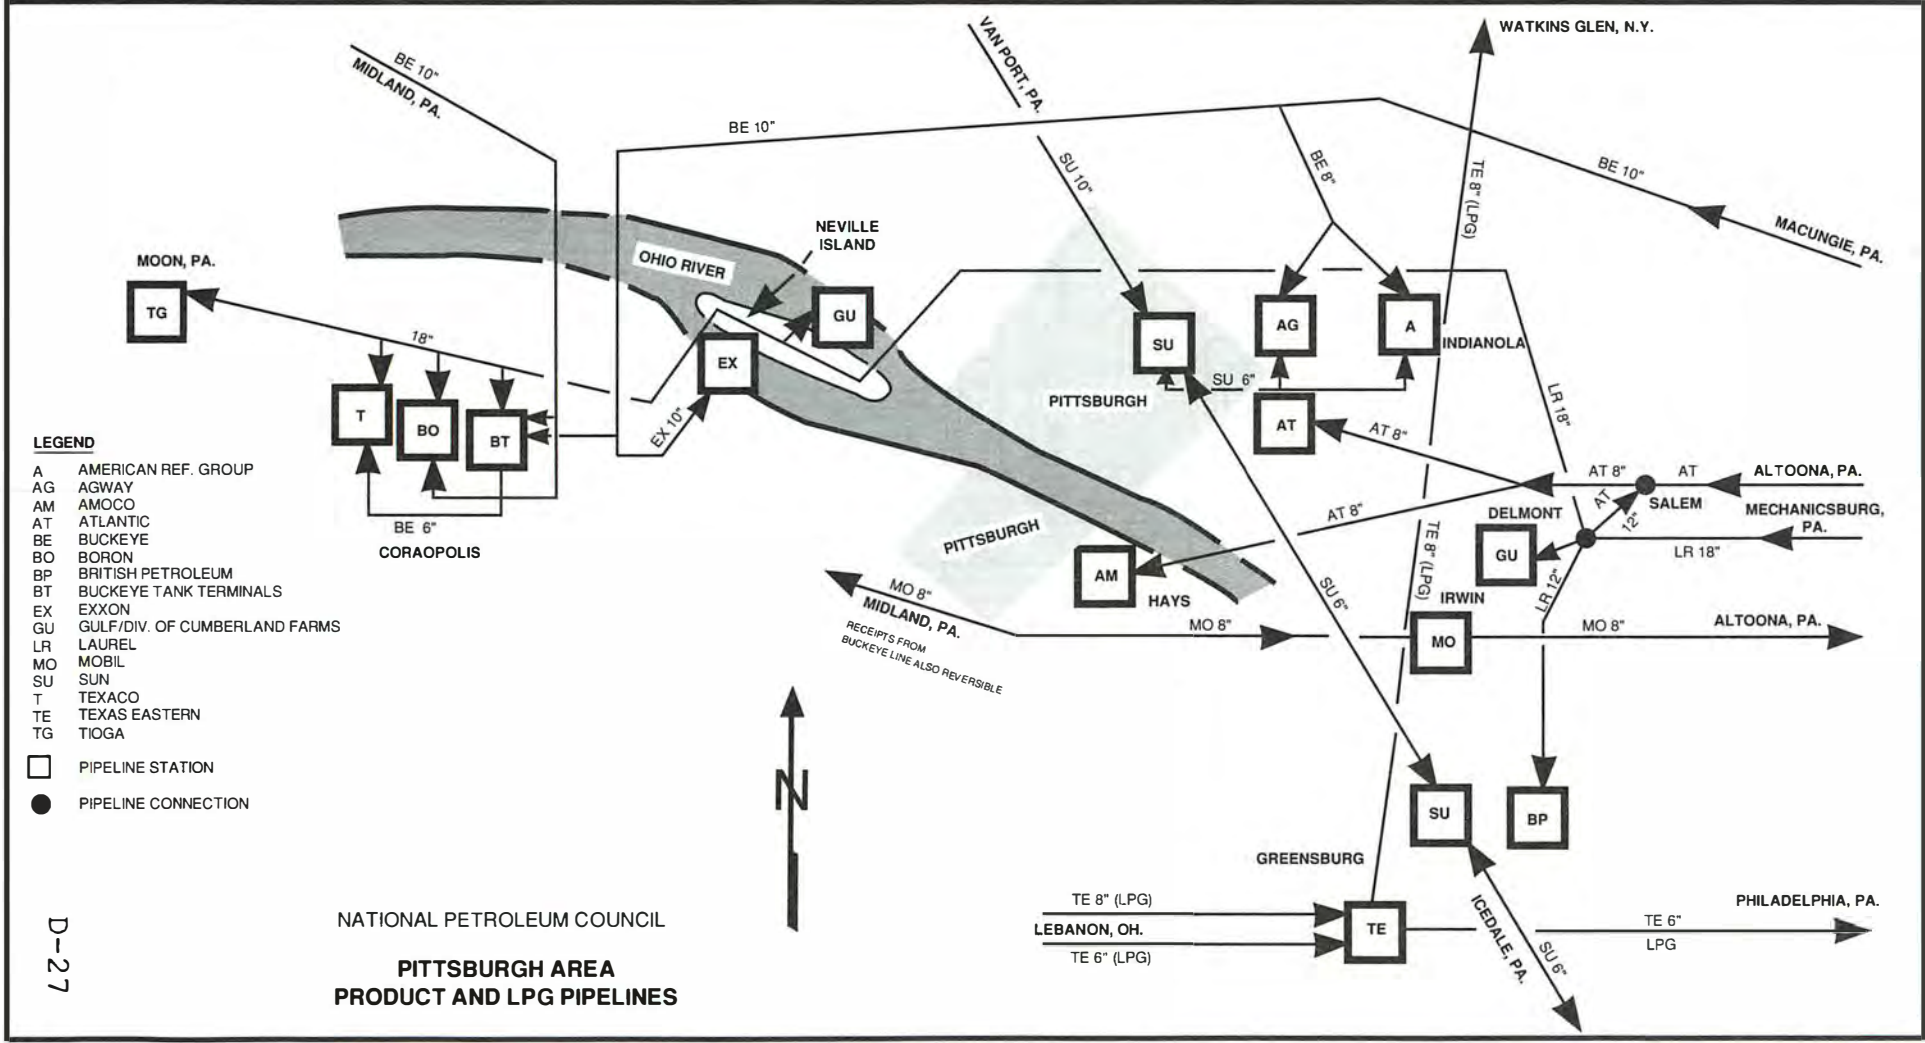 WATKINS GLEN, N.Y.
VAN PORT, PA.
BE 10"
MIDLAND, PA.
BE 10"
SU 10"
BE 8"
TE 8" (LPG)
BE 10"
MACUNGIE, PA.
NEVILLE
ISLAND
OHIO RIVER
MOON, PA.
TG
18"
GU
EX
SU
AG
A
INDIANOLA
SU 6"
PITTSBURGH
AT
AT 8"
LR 18"
T
BO
BT
EX 10"
BE 6"
CORAOPOLIS
AT 8"
AT
ALTOONA, PA.
AT
12"
SALEM
MECHANICSBURG,
PA.
DELMONT
GU
LR 18"
LR 12"
AT 8"
TE 8" (LPG)
PITTSBURGH
AM
HAYS
SU 6"
IRWIN
MO
MO 8"
MIDLAND, PA.
RECEIPTS FROM
BUCKEYE LINE ALSO REVERSIBLE
MO 8"
MO 8"
ALTOONA, PA.
LEGEND
A AMERICAN REF. GROUP
AG AGWAY
AM AMOCO
AT ATLANTIC
BE BUCKEYE
BO BORON
BP BRITISH PETROLEUM
BT BUCKEYE TANK TERMINALS
EX EXXON
GU GULF/DIV. OF CUMBERLAND FARMS
LR LAUREL
MO MOBIL
SU SUN
T TEXACO
TE TEXAS EASTERN
TG TIOGA
PIPELINE STATION
PIPELINE CONNECTION
N
SU
BP
GREENSBURG
TE 8" (LPG)
LEBANON, OH.
TE 6" (LPG)
TE
ICEDALE, PA.
SU 6"
TE 6"
LPG
PHILADELPHIA, PA.
D-27
NATIONAL PETROLEUM COUNCIL
PITTSBURGH AREA
PRODUCT AND LPG PIPELINES